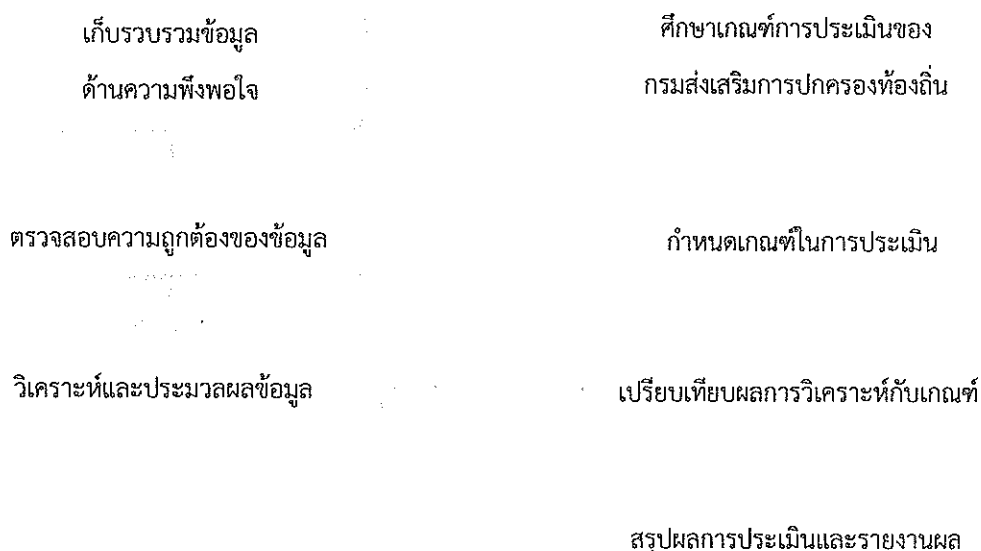 เก็บรวบรวมข้อมูล
ด้านความพึงพอใจ
ตรวจสอบความถูกต้องของข้อมูล
วิเคราะห์และประมวลผลข้อมูล
ศึกษาเกณฑ์การประเมินของ
กรมส่งเสริมการปกครองท้องถิ่น
กำหนดเกณฑ์ในการประเมิน
เปรียบเทียบผลการวิเคราะห์กับเกณฑ์
สรุปผลการประเมินและรายงานผล